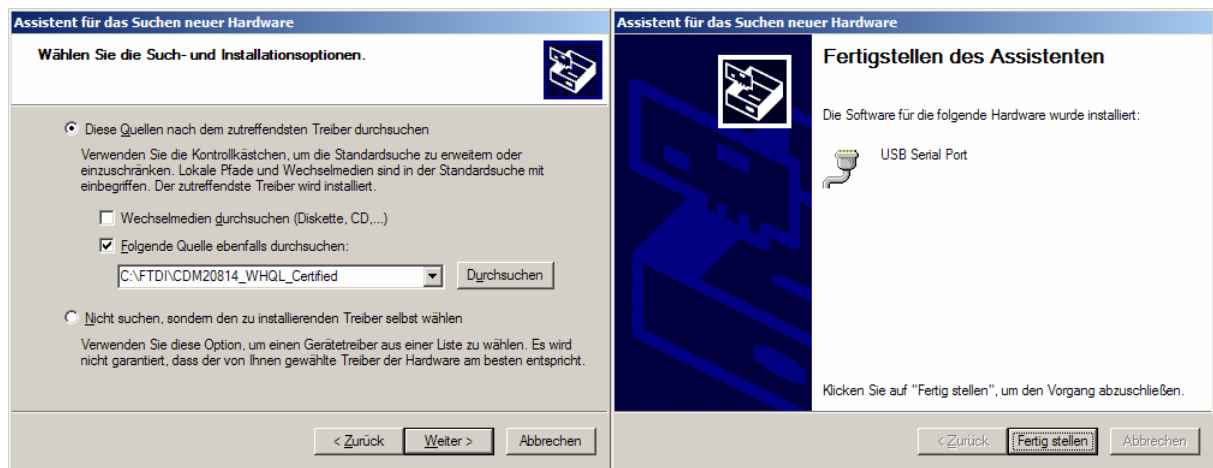 Assistent für das Suchen neuer Hardware
Wählen Sie die Such- und Installationsoptionen.
Diese Quellen nach dem zutreffendsten Treiber durchsuchen
Verwenden Sie die Kontrollkästchen, um die Standardsuche zu erweitern oder
einzuschränken. Lokale Pfade und Wechselmedien sind in der Standardsuche mit
einbegriffen. Der zutreffendste Treiber wird installiert.
Wechselmedien durchsuchen (Diskette, CD,...)
Folgende Quelle ebenfalls durchsuchen:
C:\FTDI\CDM20814_WHQL_Certified
Durchsuchen
Nicht suchen, sondern den zu installierenden Treiber selbst wählen
Verwenden Sie diese Option, um einen Gerätetreiber aus einer Liste zu wählen. Es wird
nicht garantiert, dass der von Ihnen gewählte Treiber der Hardware am besten entspricht.
< Zurück Weiter > Abbrechen
Assistent für das Suchen neuer Hardware
Fertigstellen des Assistenten
Die Software für die folgende Hardware wurde installiert:
USB Serial Port
Klicken Sie auf "Fertig stellen", um den Vorgang abzuschließen.
< Zurück Fertig stellen Abbrechen